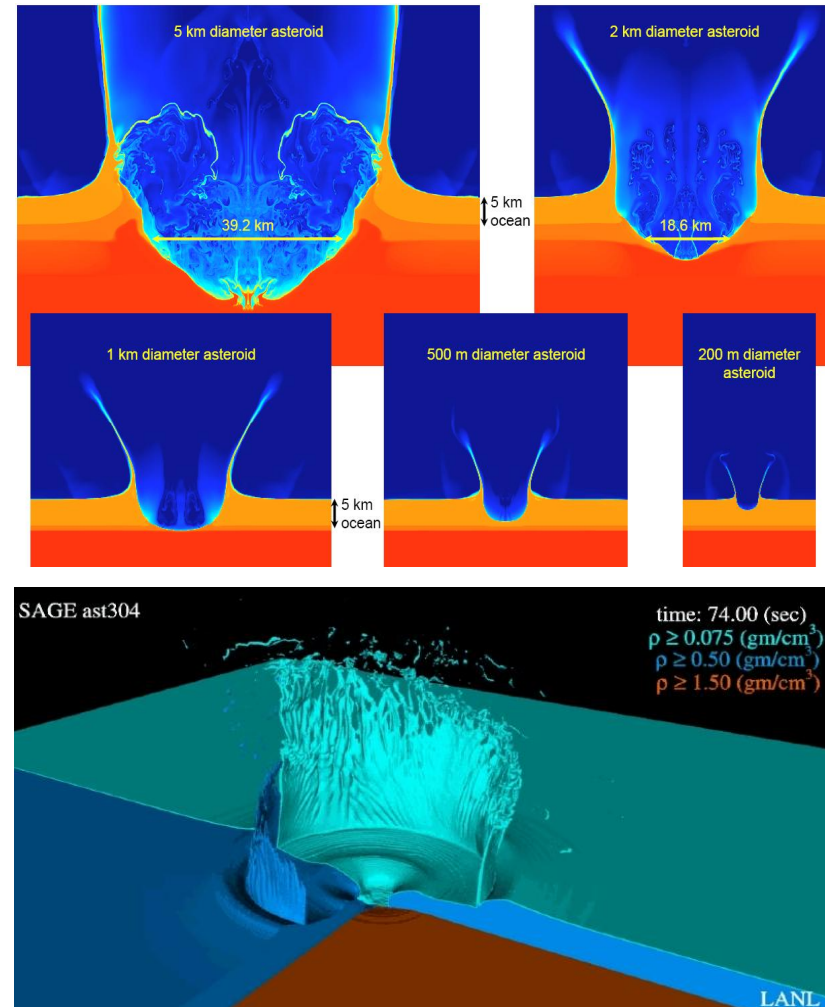 5 km diameter asteroid
2 km diameter asteroid
5 km
ocean
39.2 km
18.6 km
1 km diameter asteroid
500 m diameter asteroid
200 m diameter
asteroid
5 km
ocean
SAGE ast304
time: 74.00 (sec)
ρ ≥ 0.075 (gm/cm³)
ρ ≥ 0.50 (gm/cm³)
ρ ≥ 1.50 (gm/cm³)
LANL